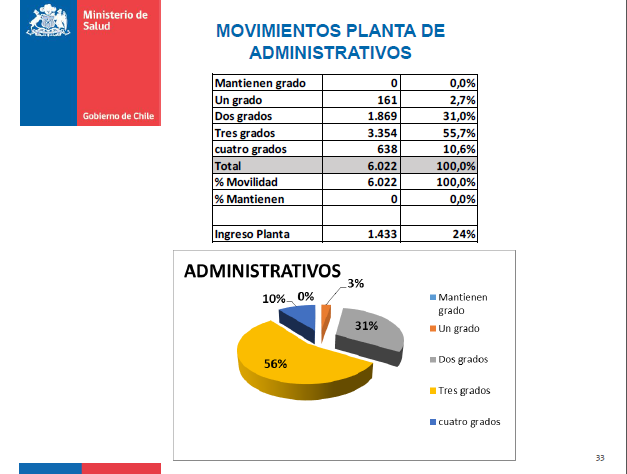 Ministerio de
Salud
Gobierno de Chile
MOVIMIENTOS PLANTA DE
ADMINISTRATIVOS
Mantienen grado 0 0,0%
Un grado 161 2,7%
Dos grados 1.869 31,0%
Tres grados 3.354 55,7%
cuatro grados 638 10,6%
Total 6.022 100,0%
% Movilidad 6.022 100,0%
% Mantienen 0 0,0%
Ingreso Planta 1.433 24%
ADMINISTRATIVOS
10% 0% 3%
31%
56%
Mantienen
grado
Un grado
Dos grados
Tres grados
cuatro grados
33